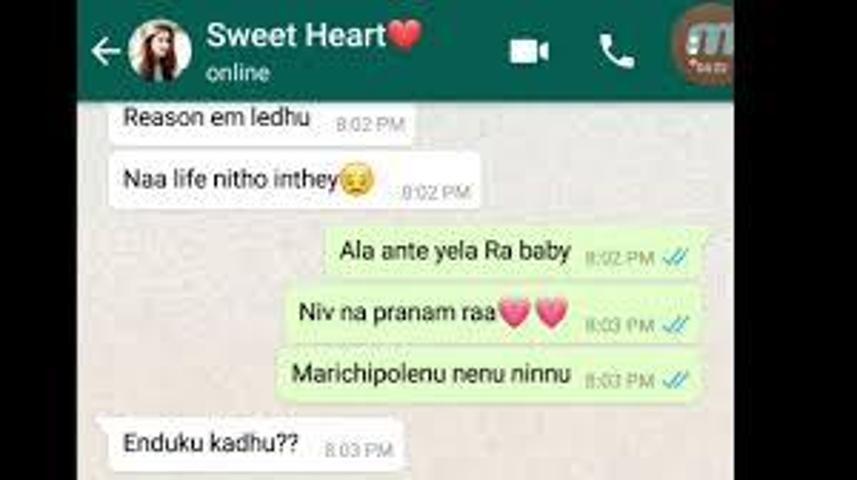 Sweet Heart❤️
online
Reason em ledhu 8:02 PM
Naa life nitho inthey😔 8:02 PM
Ala ante yela Ra baby 8:02 PM
Niv na pranam raa💗💗 8:03 PM
Marichipolenu nenu ninnu 8:03 PM
Enduku kadhu?? 8:03 PM